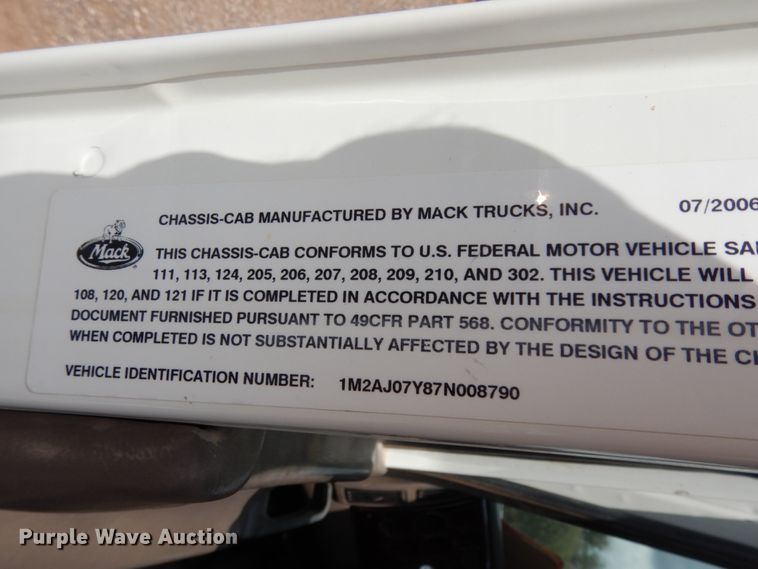 CHASSIS-CAB MANUFACTURED BY MACK TRUCKS, INC. 07/2006
Mack
THIS CHASSIS-CAB CONFORMS TO U.S. FEDERAL MOTOR VEHICLE
111, 113, 124, 205, 206, 207, 208, 209, 210, AND 302. THIS VEHICLE WILL
108, 120, AND 121 IF IT IS COMPLETED IN ACCORDANCE WITH THE INSTRUCTIONS
DOCUMENT FURNISHED PURSUANT TO 49CFR PART 568. CONFORMITY TO THE
WHEN COMPLETED IS NOT SUBSTANTIALLY AFFECTED BY THE DESIGN OF THE
VEHICLE IDENTIFICATION NUMBER: 1M2AJ07Y87N008790
Purple Wave Auction